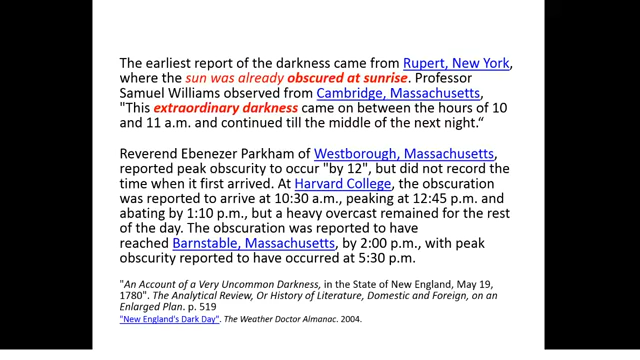 The earliest report of the darkness came from Rupert, New York,
where the sun was already obscured at sunrise. Professor
Samuel Williams observed from Cambridge, Massachusetts,
"This extraordinary darkness came on between the hours of 10
and 11 a.m. and continued till the middle of the next night.“
Reverend Ebenezer Parkham of Westborough, Massachusetts,
reported peak obscurity to occur "by 12", but did not record the
time when it first arrived. At Harvard College, the obscuration
was reported to arrive at 10:30 a.m., peaking at 12:45 p.m. and
abating by 1:10 p.m., but a heavy overcast remained for the rest
of the day. The obscuration was reported to have
reached Barnstable, Massachusetts, by 2:00 p.m., with peak
obscurity reported to have occurred at 5:30 p.m.
"An Account of a Very Uncommon Darkness, in the State of New England, May 19,
1780". The Analytical Review, Or History of Literature, Domestic and Foreign, on an
Enlarged Plan. p. 519
"New England's Dark Day". The Weather Doctor Almanac. 2004.